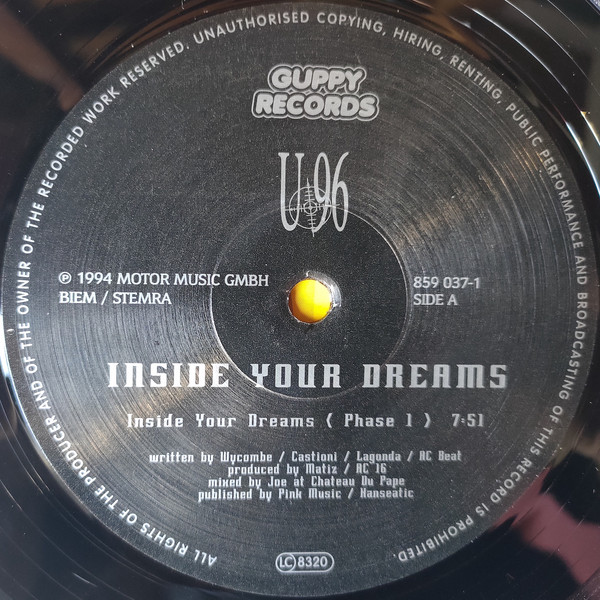 ALL RIGHTS OF THE PRODUCER AND OF THE OWNER OF THE RECORDED WORK RESERVED. UNAUTHORISED COPYING, HIRING, RENTING, PUBLIC PERFORMANCE AND BROADCASTING OF THIS RECORD IS PROHIBITED.
GUPPY
RECORDS
U96
℗ 1994 MOTOR MUSIC GMBH
BIEM / STEMRA
859 037-1
SIDE A
INSIDE YOUR DREAMS
Inside Your Dreams ( Phase 1 ) 7:51
written by Wycombe / Castioni / Lagonda / AC Beat
produced by Matiz / AC 16
mixed by Joe at Chateau Du Pape
published by Pink Music / Hanseatic
LC 8320